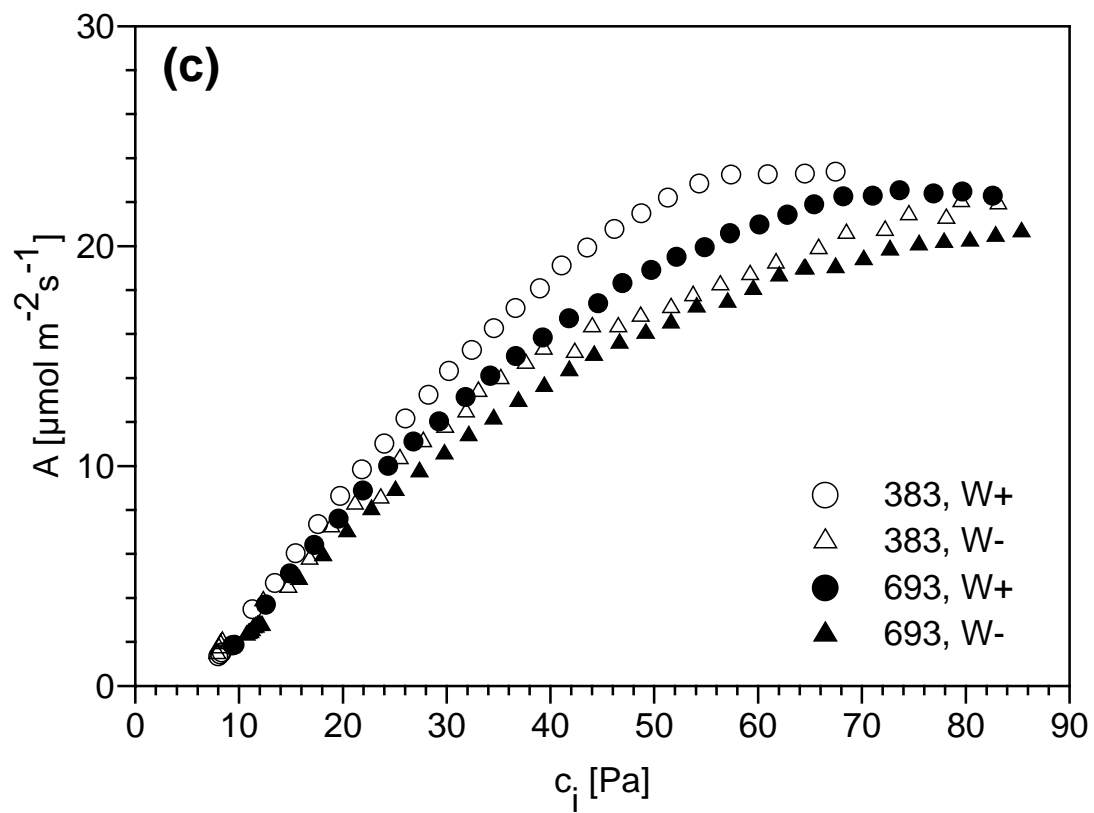 (c)
30
20
10
0
A [µmol m-2s-1]
383, W+
383, W-
693, W+
693, W-
0 10 20 30 40 50 60 70 80 90
ci [Pa]